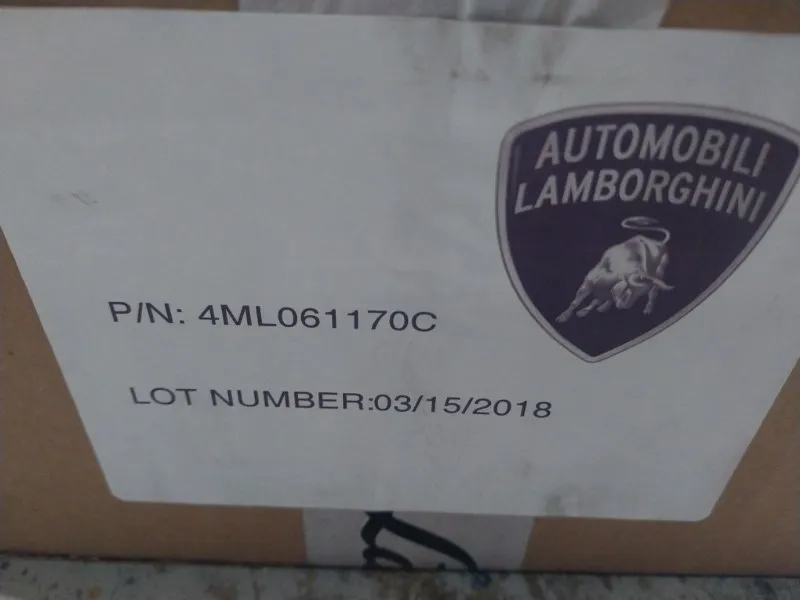 AUTOMOBILI
LAMBORGHINI
P/N: 4ML061170C
LOT NUMBER:03/15/2018